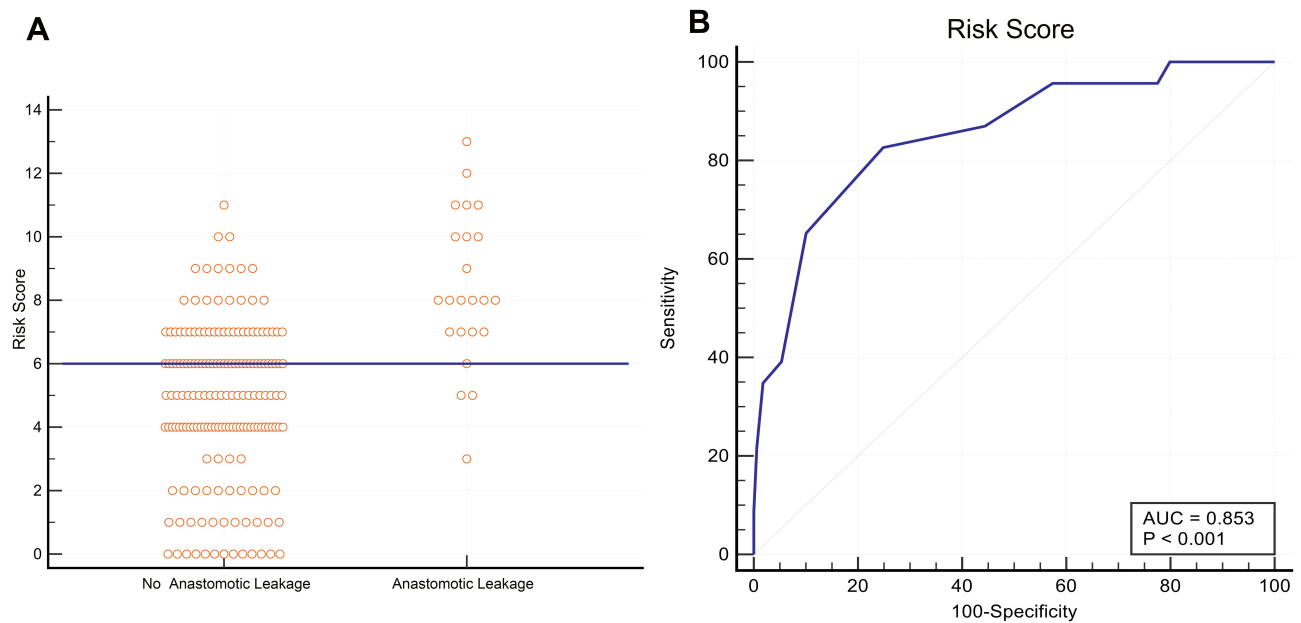 A
14
12
10
8
6
4
2
0
Risk Score
No Anastomotic Leakage
Anastomotic Leakage
B
Risk Score
100
80
60
40
20
0
Sensitivity
AUC = 0.853
P < 0.001
0 20 40 60 80 100
100-Specificity